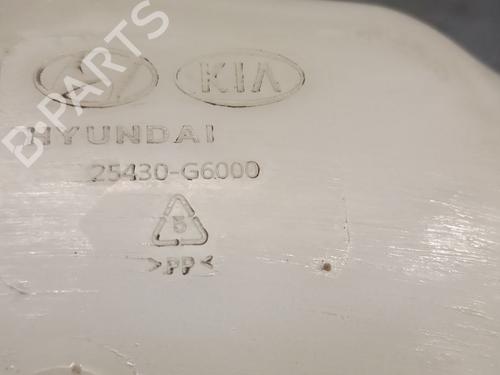 B-PARTS
KIA
HYUNDAI
25430-G6000
5
>PP<